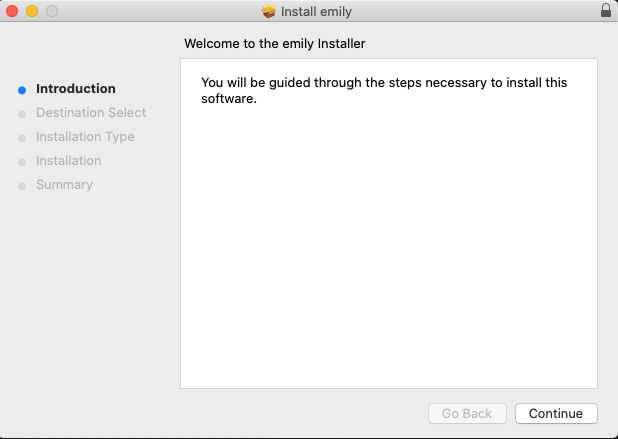 Install emily
Welcome to the emily Installer
Introduction
Destination Select
Installation Type
Installation
Summary
You will be guided through the steps necessary to install this
software.
Go Back
Continue